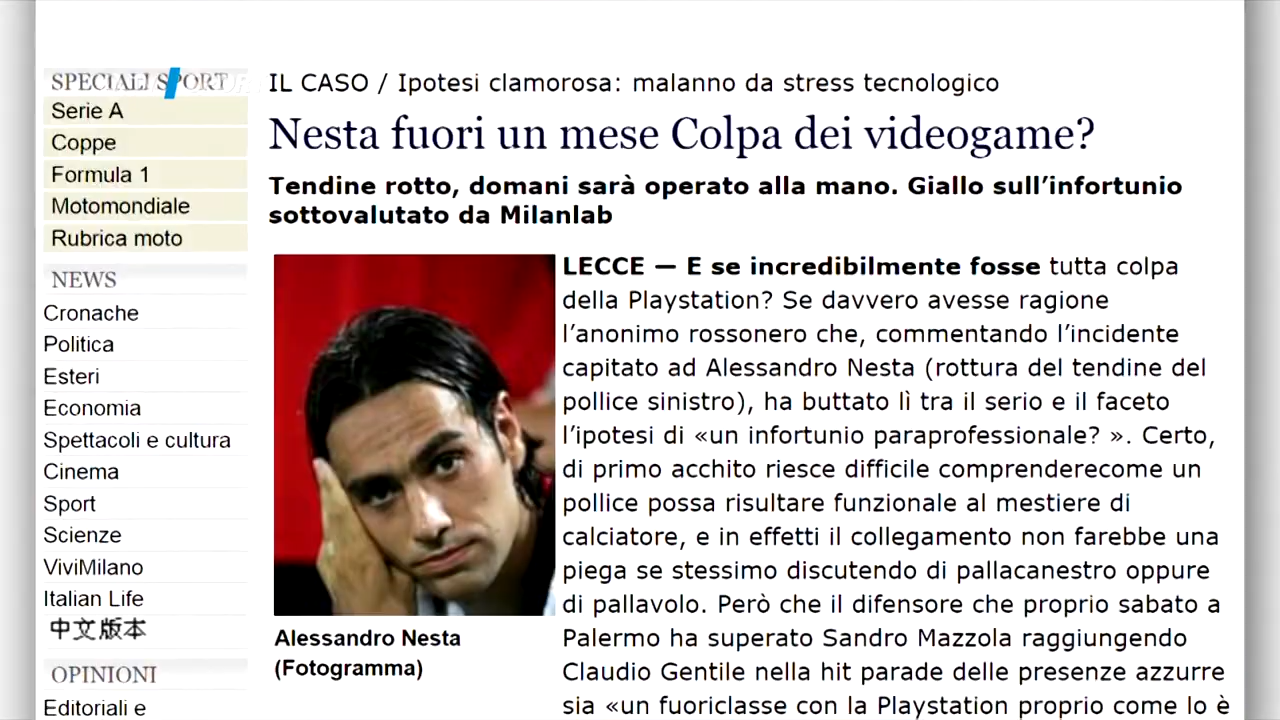 SPECIALI SPORT
Serie A
Coppe
Formula 1
Motomondiale
Rubrica moto
NEWS
Cronache
Politica
Esteri
Economia
Spettacoli e cultura
Cinema
Sport
Scienze
ViviMilano
Italian Life
中文版本
OPINIONI
Editoriali e
IL CASO / Ipotesi clamorosa: malanno da stress tecnologico
Nesta fuori un mese Colpa dei videogame?
Tendine rotto, domani sarà operato alla mano. Giallo sull’infortunio
sottovalutato da Milanlab
Alessandro Nesta
(Fotogramma)
LECCE — E se incredibilmente fosse tutta colpa
della Playstation? Se davvero avesse ragione
l’anonimo rossonero che, commentando l’incidente
capitato ad Alessandro Nesta (rottura del tendine del
pollice sinistro), ha buttato lì tra il serio e il faceto
l’ipotesi di «un infortunio paraprofessionale? ». Certo,
di primo acchito riesce difficile comprenderecome un
pollice possa risultare funzionale al mestiere di
calciatore, e in effetti il collegamento non farebbe una
piega se stessimo discutendo di pallacanestro oppure
di pallavolo. Però che il difensore che proprio sabato a
Palermo ha superato Sandro Mazzola raggiungendo
Claudio Gentile nella hit parade delle presenze azzurre
sia «un fuoriclasse con la Playstation proprio come lo è